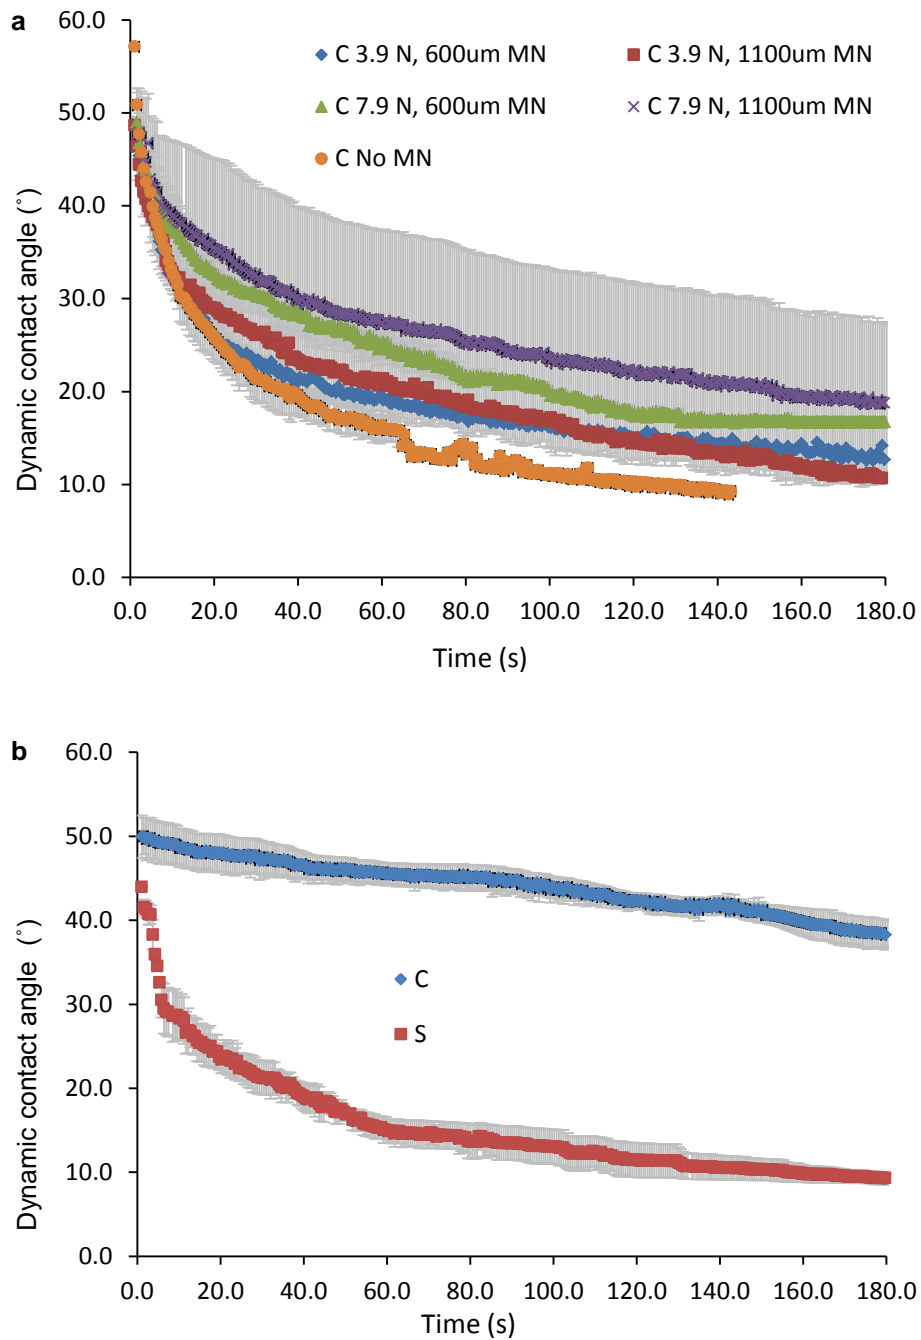 a
60.0
50.0
40.0
30.0
20.0
10.0
0.0
Dynamic contact angle (˚)
C 3.9 N, 600um MN
C 3.9 N, 1100um MN
C 7.9 N, 600um MN
C 7.9 N, 1100um MN
C No MN
0.0 20.0 40.0 60.0 80.0 100.0 120.0 140.0 160.0 180.0
Time (s)
b
60.0
50.0
40.0
30.0
20.0
10.0
0.0
Dynamic contact angle (˚)
C
S
0.0 20.0 40.0 60.0 80.0 100.0 120.0 140.0 160.0 180.0
Time (s)